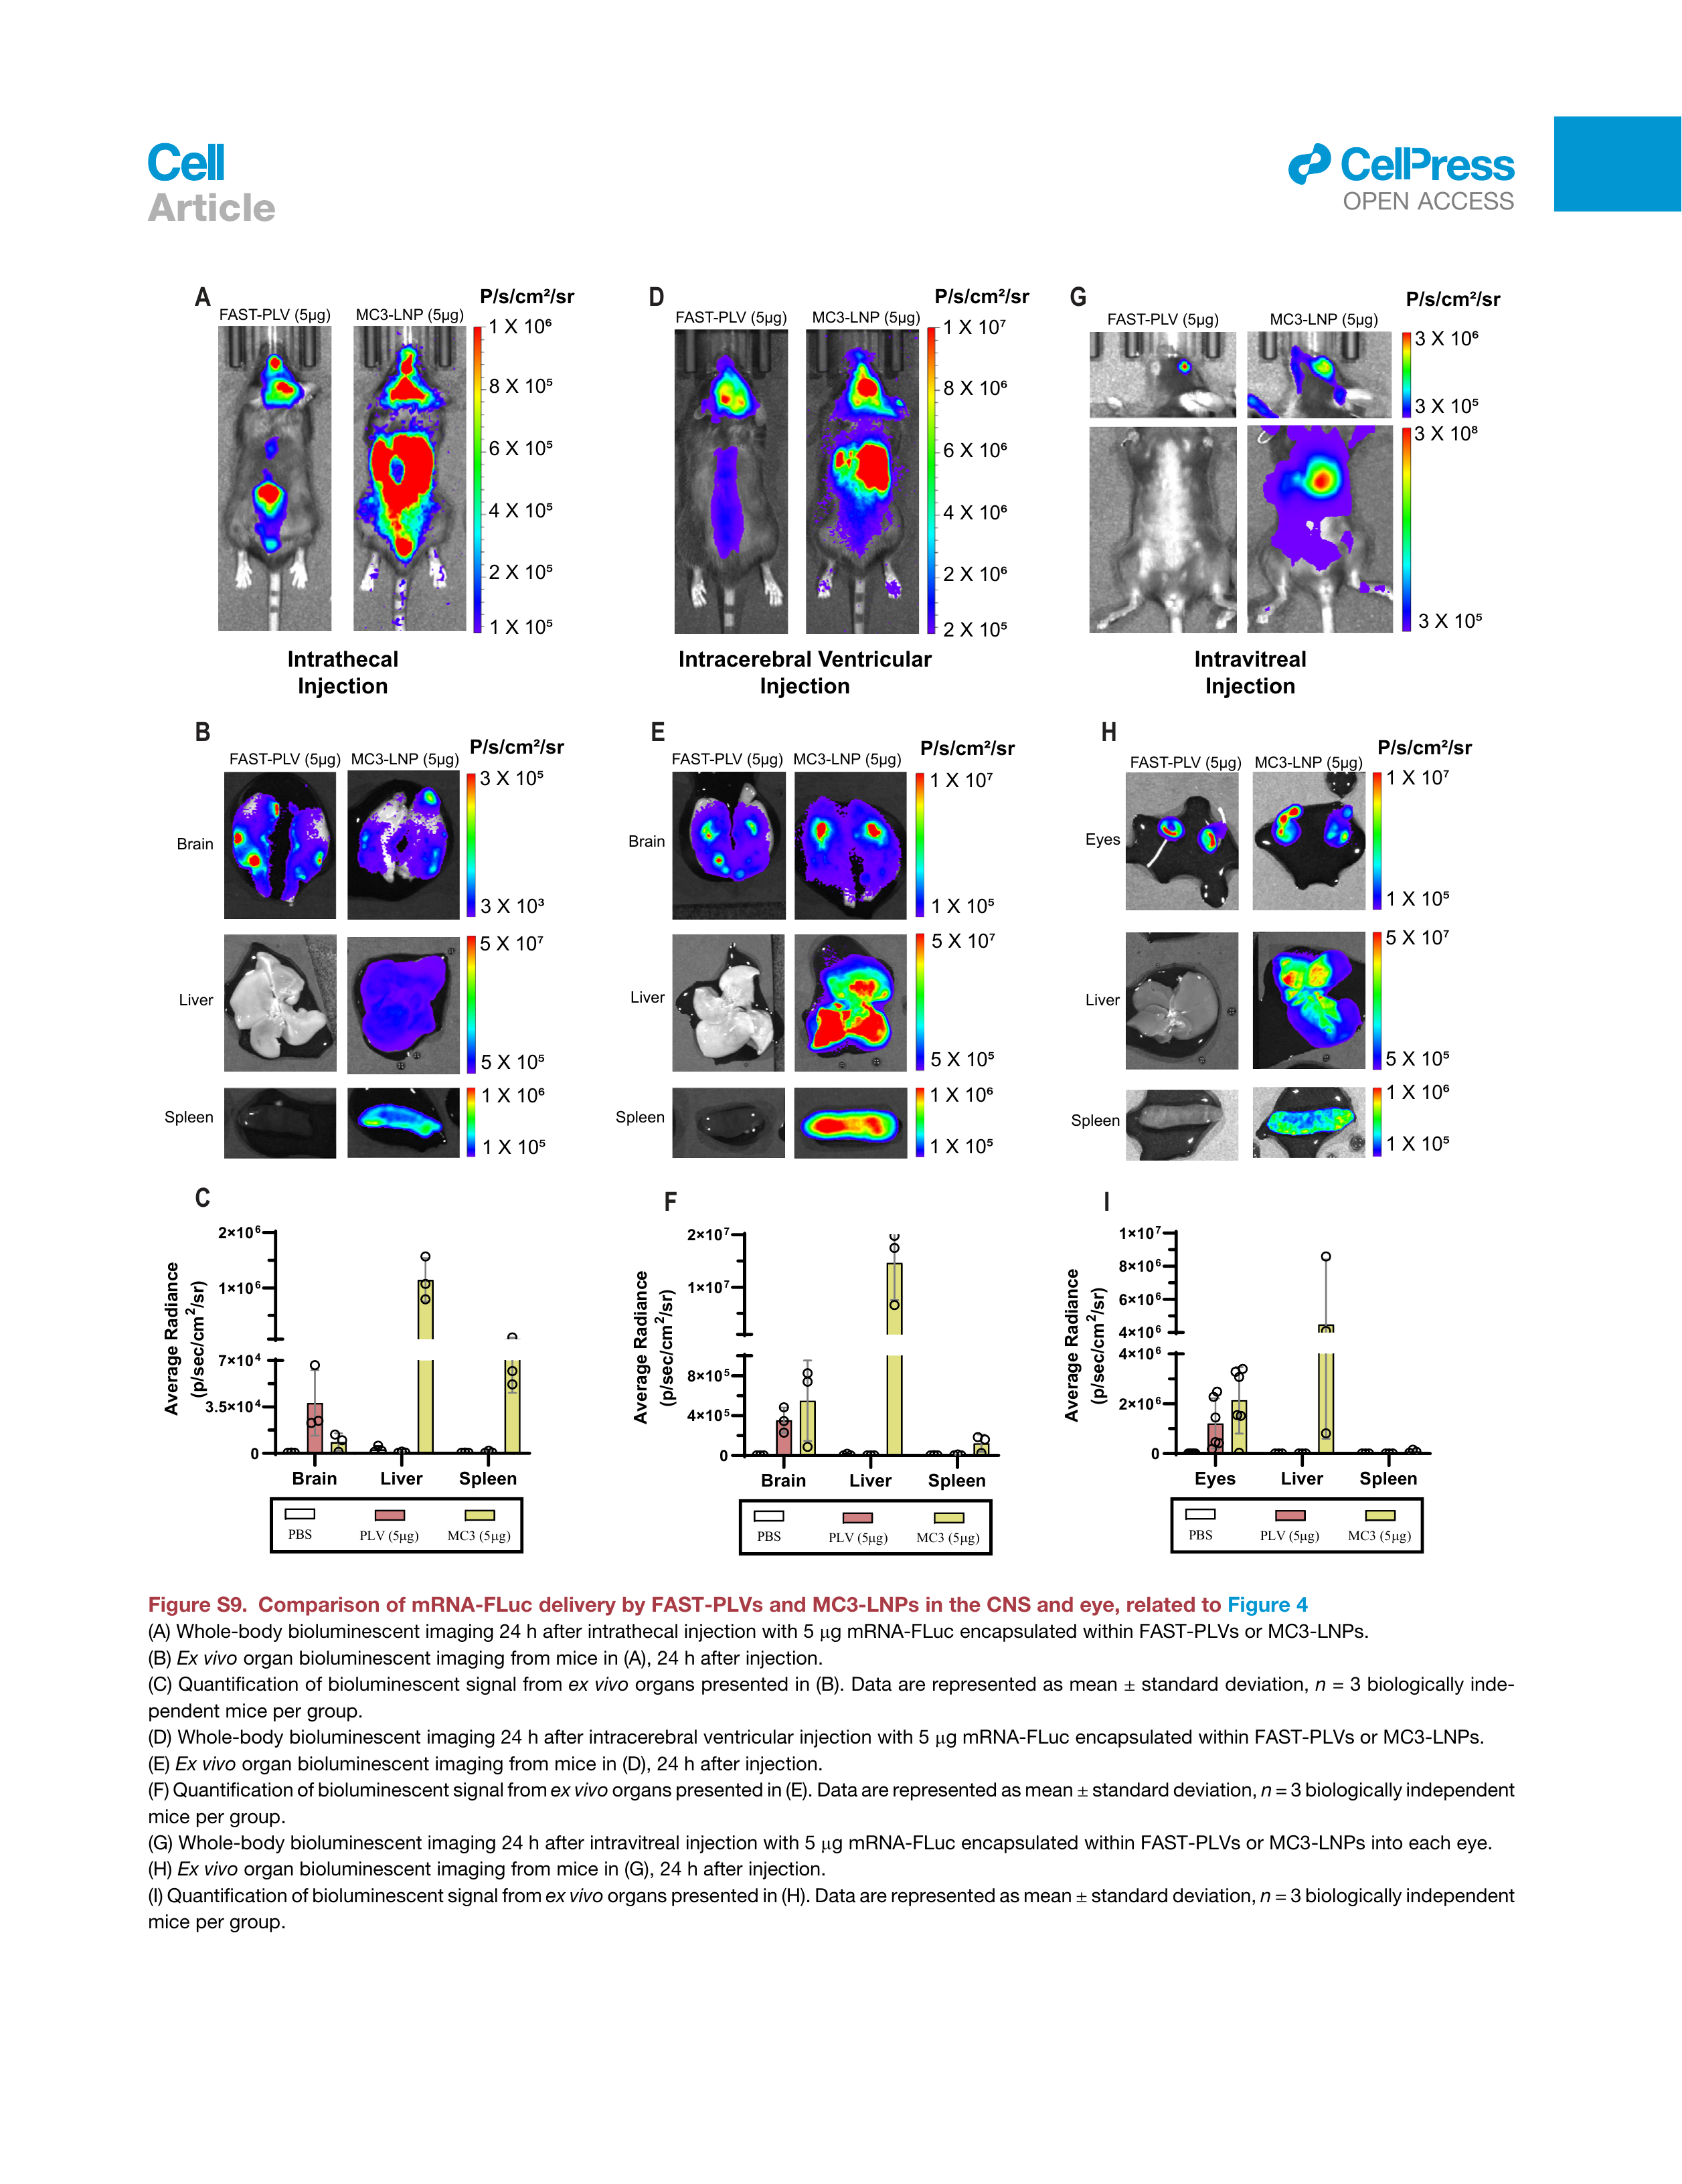 Cell
Article
CellPress
OPEN ACCESS
A
FAST-PLV (5µg)
MC3-LNP (5µg)
P/s/cm²/sr
1 X 10⁶
8 X 10⁵
6 X 10⁵
4 X 10⁵
2 X 10⁵
1 X 10⁵
Intrathecal
Injection
D
FAST-PLV (5µg)
MC3-LNP (5µg)
P/s/cm²/sr
1 X 10⁷
8 X 10⁶
6 X 10⁶
4 X 10⁶
2 X 10⁶
2 X 10⁵
Intracerebral Ventricular
Injection
G
FAST-PLV (5µg)
MC3-LNP (5µg)
P/s/cm²/sr
3 X 10⁶
3 X 10⁵
3 X 10⁸
3 X 10⁵
Intravitreal
Injection
B
FAST-PLV (5µg)
MC3-LNP (5µg)
P/s/cm²/sr
Brain
3 X 10⁵
3 X 10³
Liver
5 X 10⁷
5 X 10⁵
Spleen
1 X 10⁶
1 X 10⁵
E
FAST-PLV (5µg)
MC3-LNP (5µg)
P/s/cm²/sr
Brain
1 X 10⁷
1 X 10⁵
Liver
5 X 10⁷
5 X 10⁵
Spleen
1 X 10⁶
1 X 10⁵
H
FAST-PLV (5µg)
MC3-LNP (5µg)
P/s/cm²/sr
Eyes
1 X 10⁷
1 X 10⁵
Liver
5 X 10⁷
5 X 10⁵
Spleen
1 X 10⁶
1 X 10⁵
C
Average Radiance
(p/sec/cm²/sr)
2×10⁶
1×10⁶
7×10⁴
3.5×10⁴
0
Brain Liver Spleen
PBS PLV (5µg) MC3 (5µg)
F
Average Radiance
(p/sec/cm²/sr)
2×10⁷
1×10⁷
8×10⁵
4×10⁵
0
Brain Liver Spleen
PBS PLV (5µg) MC3 (5µg)
I
Average Radiance
(p/sec/cm²/sr)
1×10⁷
8×10⁶
6×10⁶
4×10⁶
4×10⁶
2×10⁶
0
Eyes Liver Spleen
PBS PLV (5µg) MC3 (5µg)
Figure S9. Comparison of mRNA-FLuc delivery by FAST-PLVs and MC3-LNPs in the CNS and eye, related to Figure 4
(A) Whole-body bioluminescent imaging 24 h after intrathecal injection with 5 µg mRNA-FLuc encapsulated within FAST-PLVs or MC3-LNPs.
(B) Ex vivo organ bioluminescent imaging from mice in (A), 24 h after injection.
(C) Quantification of bioluminescent signal from ex vivo organs presented in (B). Data are represented as mean ± standard deviation, n = 3 biologically inde-
pendent mice per group.
(D) Whole-body bioluminescent imaging 24 h after intracerebral ventricular injection with 5 µg mRNA-FLuc encapsulated within FAST-PLVs or MC3-LNPs.
(E) Ex vivo organ bioluminescent imaging from mice in (D), 24 h after injection.
(F) Quantification of bioluminescent signal from ex vivo organs presented in (E). Data are represented as mean ± standard deviation, n = 3 biologically independent
mice per group.
(G) Whole-body bioluminescent imaging 24 h after intravitreal injection with 5 µg mRNA-FLuc encapsulated within FAST-PLVs or MC3-LNPs into each eye.
(H) Ex vivo organ bioluminescent imaging from mice in (G), 24 h after injection.
(I) Quantification of bioluminescent signal from ex vivo organs presented in (H). Data are represented as mean ± standard deviation, n = 3 biologically independent
mice per group.